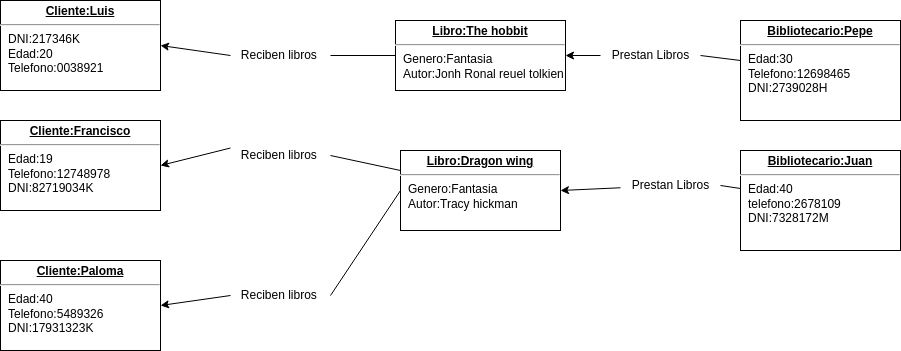 Cliente:Luis
DNI:217346K
Edad:20
Telefono:0038921
Reciben libros
Libro:The hobbit
Genero:Fantasia
Autor:Jonh Ronal reuel tolkien
Prestan Libros
Bibliotecario:Pepe
Edad:30
Telefono:12698465
DNI:2739028H
Cliente:Francisco
Edad:19
Telefono:12748978
DNI:82719034K
Reciben libros
Libro:Dragon wing
Genero:Fantasia
Autor:Tracy hickman
Prestan Libros
Bibliotecario:Juan
Edad:40
telefono:2678109
DNI:7328172M
Cliente:Paloma
Edad:40
Telefono:5489326
DNI:17931323K
Reciben libros